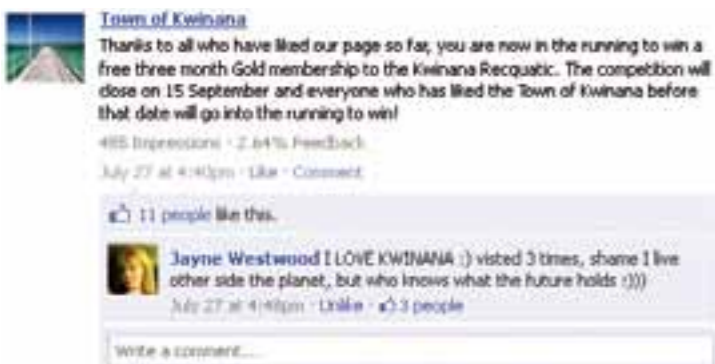 Town of Kwinana
Thanks to all who have liked our page so far, you are now in the running to win a
free three month Gold membership to the Kwinana Recquatic. The competition will
close on 15 September and everyone who has liked the Town of Kwinana before
that date will go into the running to win!
485 Impressions · 2.64% Feedback
July 27 at 4:40pm · Like · Comment
11 people like this.
Jayne Westwood I LOVE KWINANA :) visted 3 times, shame I live
other side the planet, but who knows what the future holds :)))
July 27 at 4:48pm · Unlike · 3 people
Write a comment...